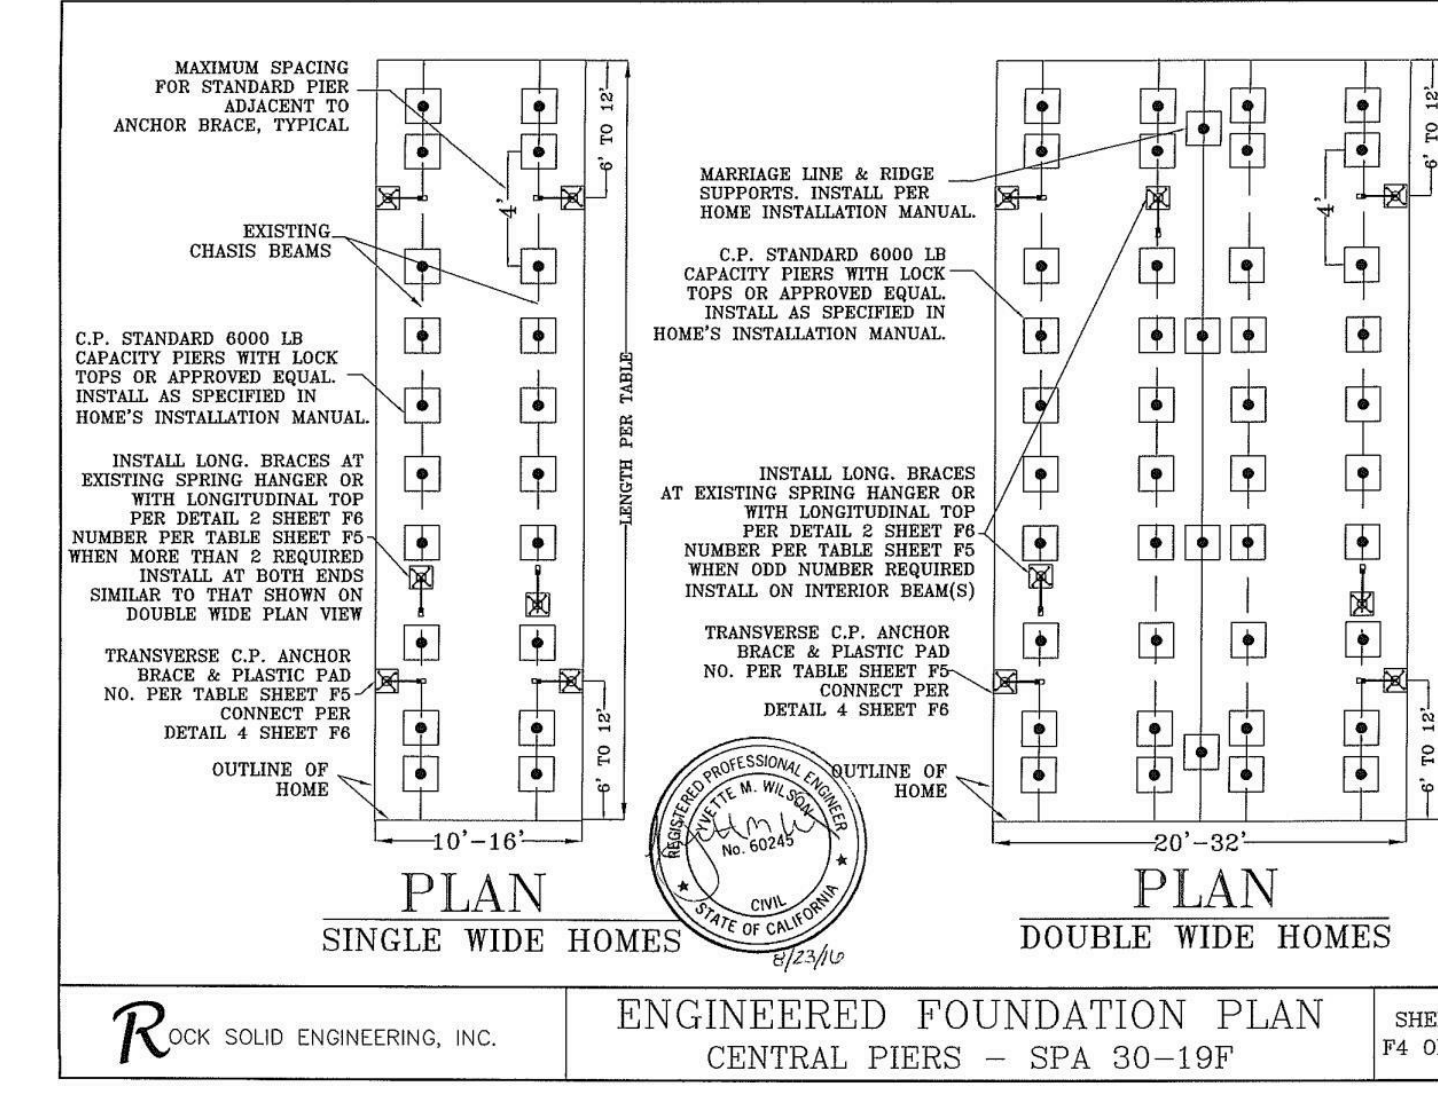 MAXIMUM SPACING
FOR STANDARD PIER
ADJACENT TO
ANCHOR BRACE, TYPICAL
EXISTING
CHASIS BEAMS
C.P. STANDARD 6000 LB
CAPACITY PIERS WITH LOCK
TOPS OR APPROVED EQUAL.
INSTALL AS SPECIFIED IN
HOME'S INSTALLATION MANUAL.
INSTALL LONG. BRACES AT
EXISTING SPRING HANGER OR
WITH LONGITUDINAL TOP
PER DETAIL 2 SHEET F6
NUMBER PER TABLE SHEET F5
WHEN MORE THAN 2 REQUIRED
INSTALL AT BOTH ENDS
SIMILAR TO THAT SHOWN ON
DOUBLE WIDE PLAN VIEW
TRANSVERSE C.P. ANCHOR
BRACE & PLASTIC PAD
NO. PER TABLE SHEET F5
CONNECT PER
DETAIL 4 SHEET F6
OUTLINE OF
HOME
4'
6' TO 12'
LENGTH PER TABLE
6' TO 12'
10'-16'
PLAN
SINGLE WIDE HOMES
MARRIAGE LINE & RIDGE
SUPPORTS. INSTALL PER
HOME INSTALLATION MANUAL.
C.P. STANDARD 6000 LB
CAPACITY PIERS WITH LOCK
TOPS OR APPROVED EQUAL.
INSTALL AS SPECIFIED IN
HOME'S INSTALLATION MANUAL.
INSTALL LONG. BRACES
AT EXISTING SPRING HANGER OR
WITH LONGITUDINAL TOP
PER DETAIL 2 SHEET F6
NUMBER PER TABLE SHEET F5
WHEN ODD NUMBER REQUIRED
INSTALL ON INTERIOR BEAM(S)
TRANSVERSE C.P. ANCHOR
BRACE & PLASTIC PAD
NO. PER TABLE SHEET F5
CONNECT PER
DETAIL 4 SHEET F6
OUTLINE OF
HOME
4'
6' TO 12'
6' TO 12'
20'-32'
PLAN
DOUBLE WIDE HOMES
REGISTERED PROFESSIONAL ENGINEER
YVETTE M. WILSON
No. 60245
CIVIL
STATE OF CALIFORNIA
8/23/16
ROCK SOLID ENGINEERING, INC.
ENGINEERED FOUNDATION PLAN
CENTRAL PIERS - SPA 30-19F
SHE
F4 O